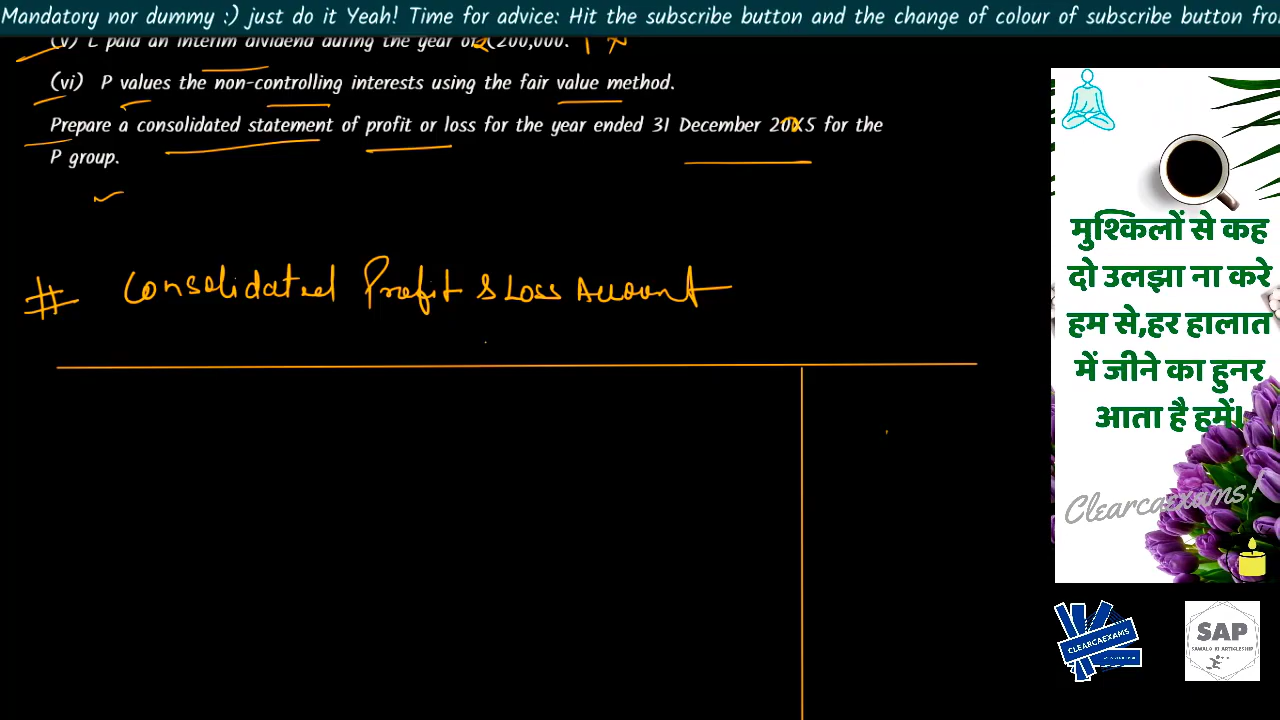 Mandatory nor dummy :) just do it Yeah! Time for advice: Hit the subscribe button and the change of colour of subscribe button fro
(v) L paid an interim dividend during the year of (200,000.
(vi) P values the non-controlling interests using the fair value method.
Prepare a consolidated statement of profit or loss for the year ended 31 December 20X5 for the
P group.
# Consolidated Profit & Loss Account
मुश्किलों से कह
दो उलझा ना करे
हम से,हर हालात
में जीने का हुनर
आता है हमें।
Clearcaexams!
CLEARCAEXAMS
SAP
SAWALO KI ARTICLESHIP